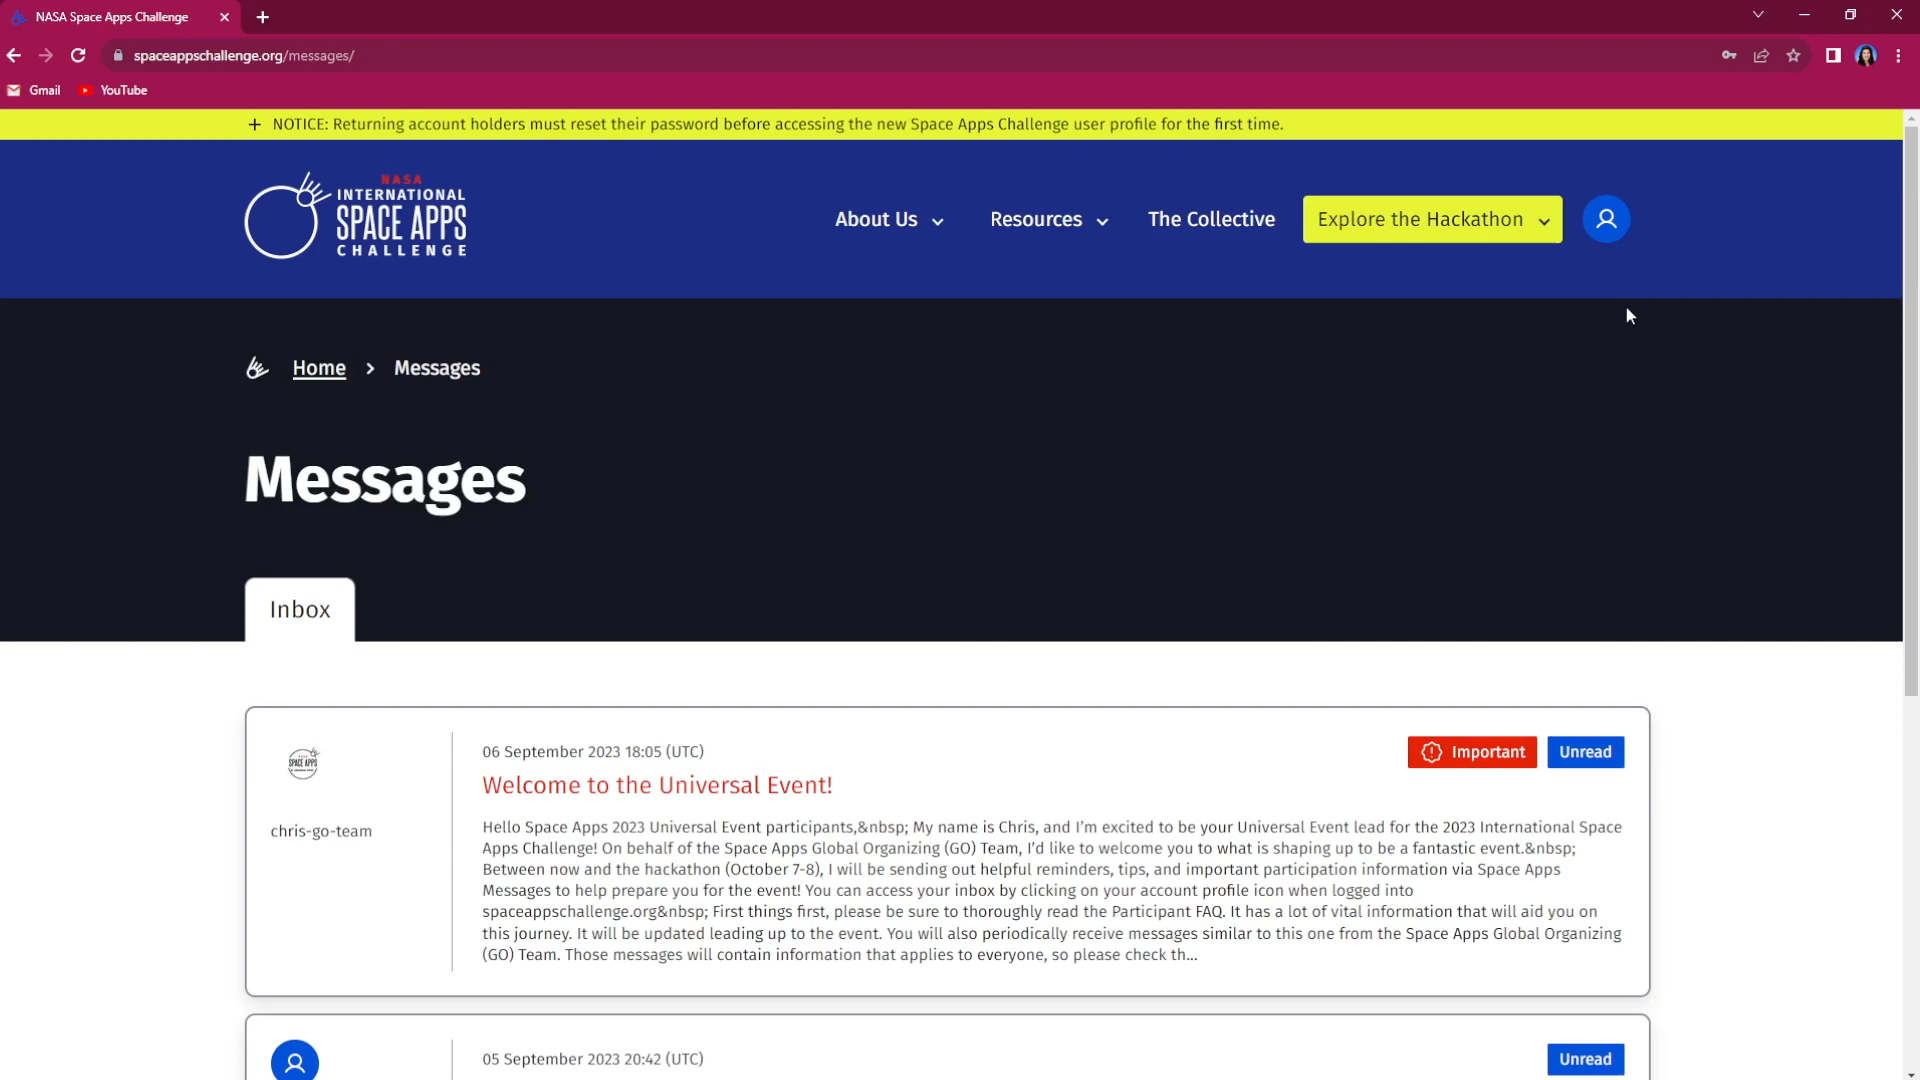 NASA Space Apps Challenge
spaceappschallenge.org/messages/
Gmail YouTube
+ NOTICE: Returning account holders must reset their password before accessing the new Space Apps Challenge user profile for the first time.
NASA
INTERNATIONAL
SPACE APPS
CHALLENGE
About Us Resources The Collective Explore the Hackathon
Home > Messages
Messages
Inbox
SPACE APPS
chris-go-team
06 September 2023 18:05 (UTC)
Important Unread
Welcome to the Universal Event!
Hello Space Apps 2023 Universal Event participants,&nbsp; My name is Chris, and I'm excited to be your Universal Event lead for the 2023 International Space
Apps Challenge! On behalf of the Space Apps Global Organizing (GO) Team, I'd like to welcome you to what is shaping up to be a fantastic event.&nbsp;
Between now and the hackathon (October 7-8), I will be sending out helpful reminders, tips, and important participation information via Space Apps
Messages to help prepare you for the event! You can access your inbox by clicking on your account profile icon when logged into
spaceappschallenge.org&nbsp; First things first, please be sure to thoroughly read the Participant FAQ. It has a lot of vital information that will aid you on
this journey. It will be updated leading up to the event. You will also periodically receive messages similar to this one from the Space Apps Global Organizing
(GO) Team. Those messages will contain information that applies to everyone, so please check th...
05 September 2023 20:42 (UTC)
Unread